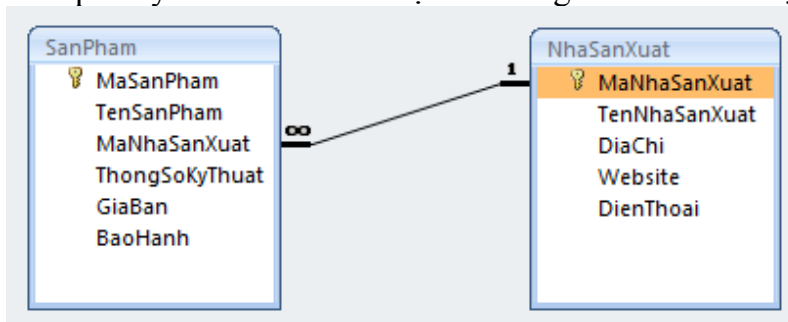 SanPham
MaSanPham
TenSanPham
MaNhaSanXuat
ThongSoKyThuat
GiaBan
BaoHanh
∞
1
NhaSanXuat
MaNhaSanXuat
TenNhaSanXuat
DiaChi
Website
DienThoai